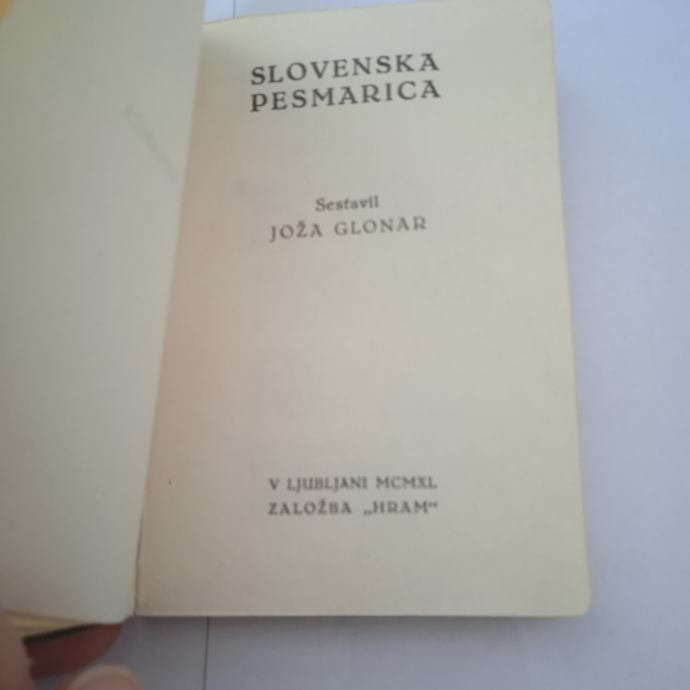 SLOVENSKA
PESMARICA
Sestavil
JOŽA GLONAR
V LJUBLJANI MCMXL
ZALOŽBA „HRAM“